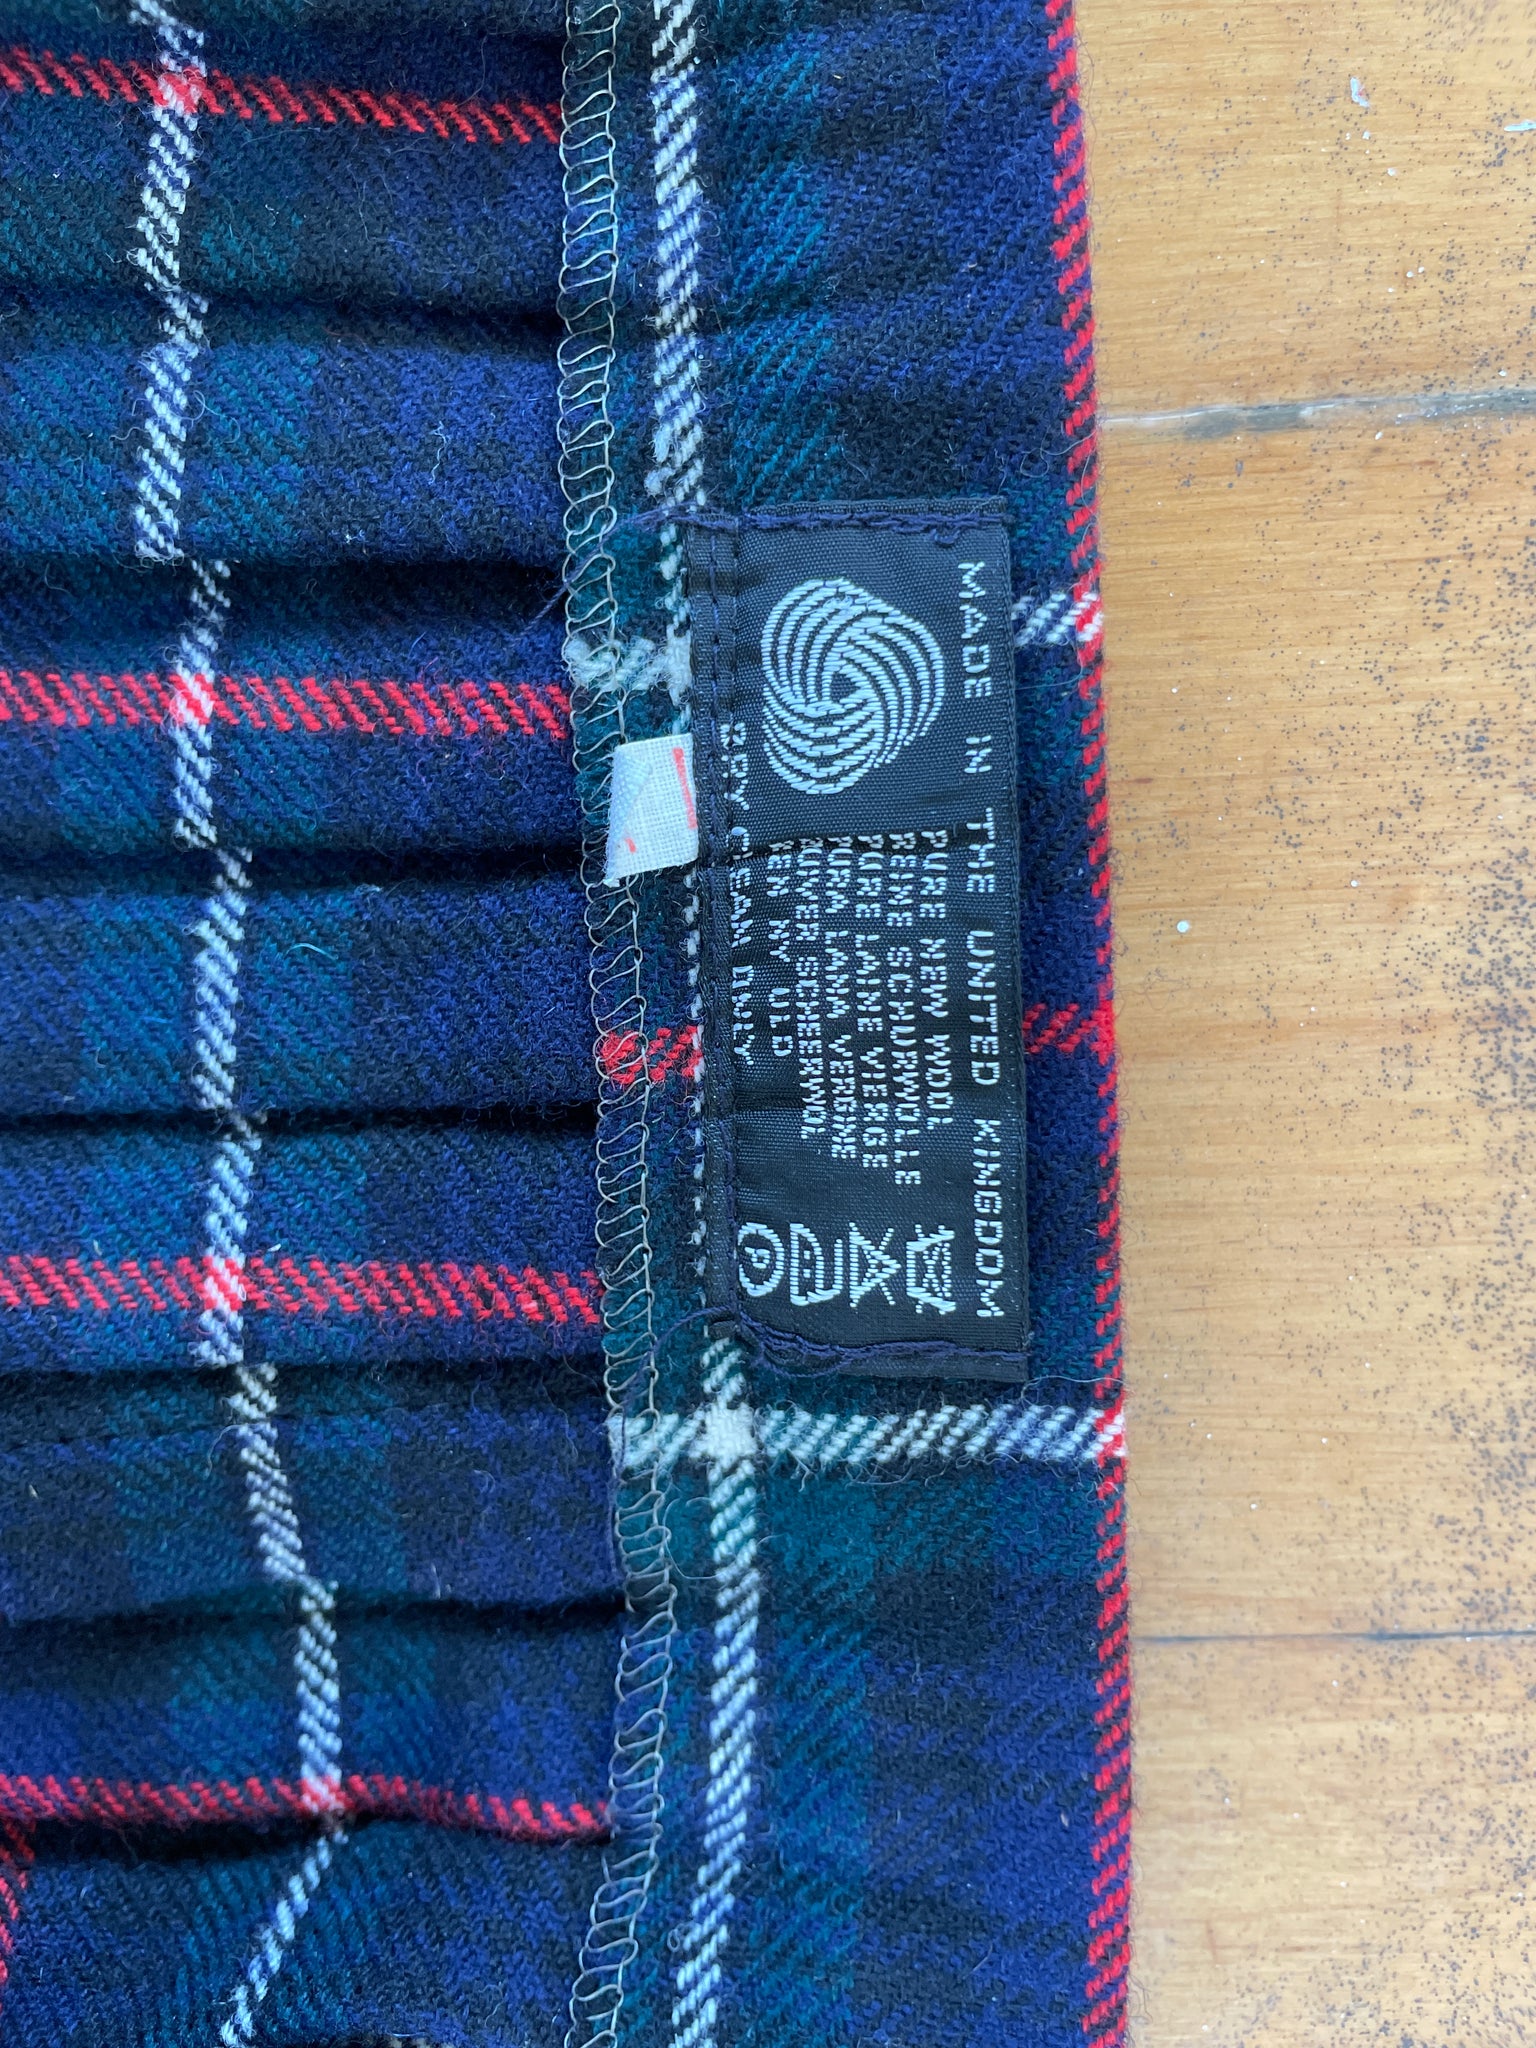 MADE IN THE UNITED KINGDOM
PURE NEW WOOL
REINE SCHURWOLLE
PURE LAINE VIERGE
PURA LANA VERGINE
ZUIVER SCHEERWOL
REN NY ULD
DRY CLEAN ONLY
P